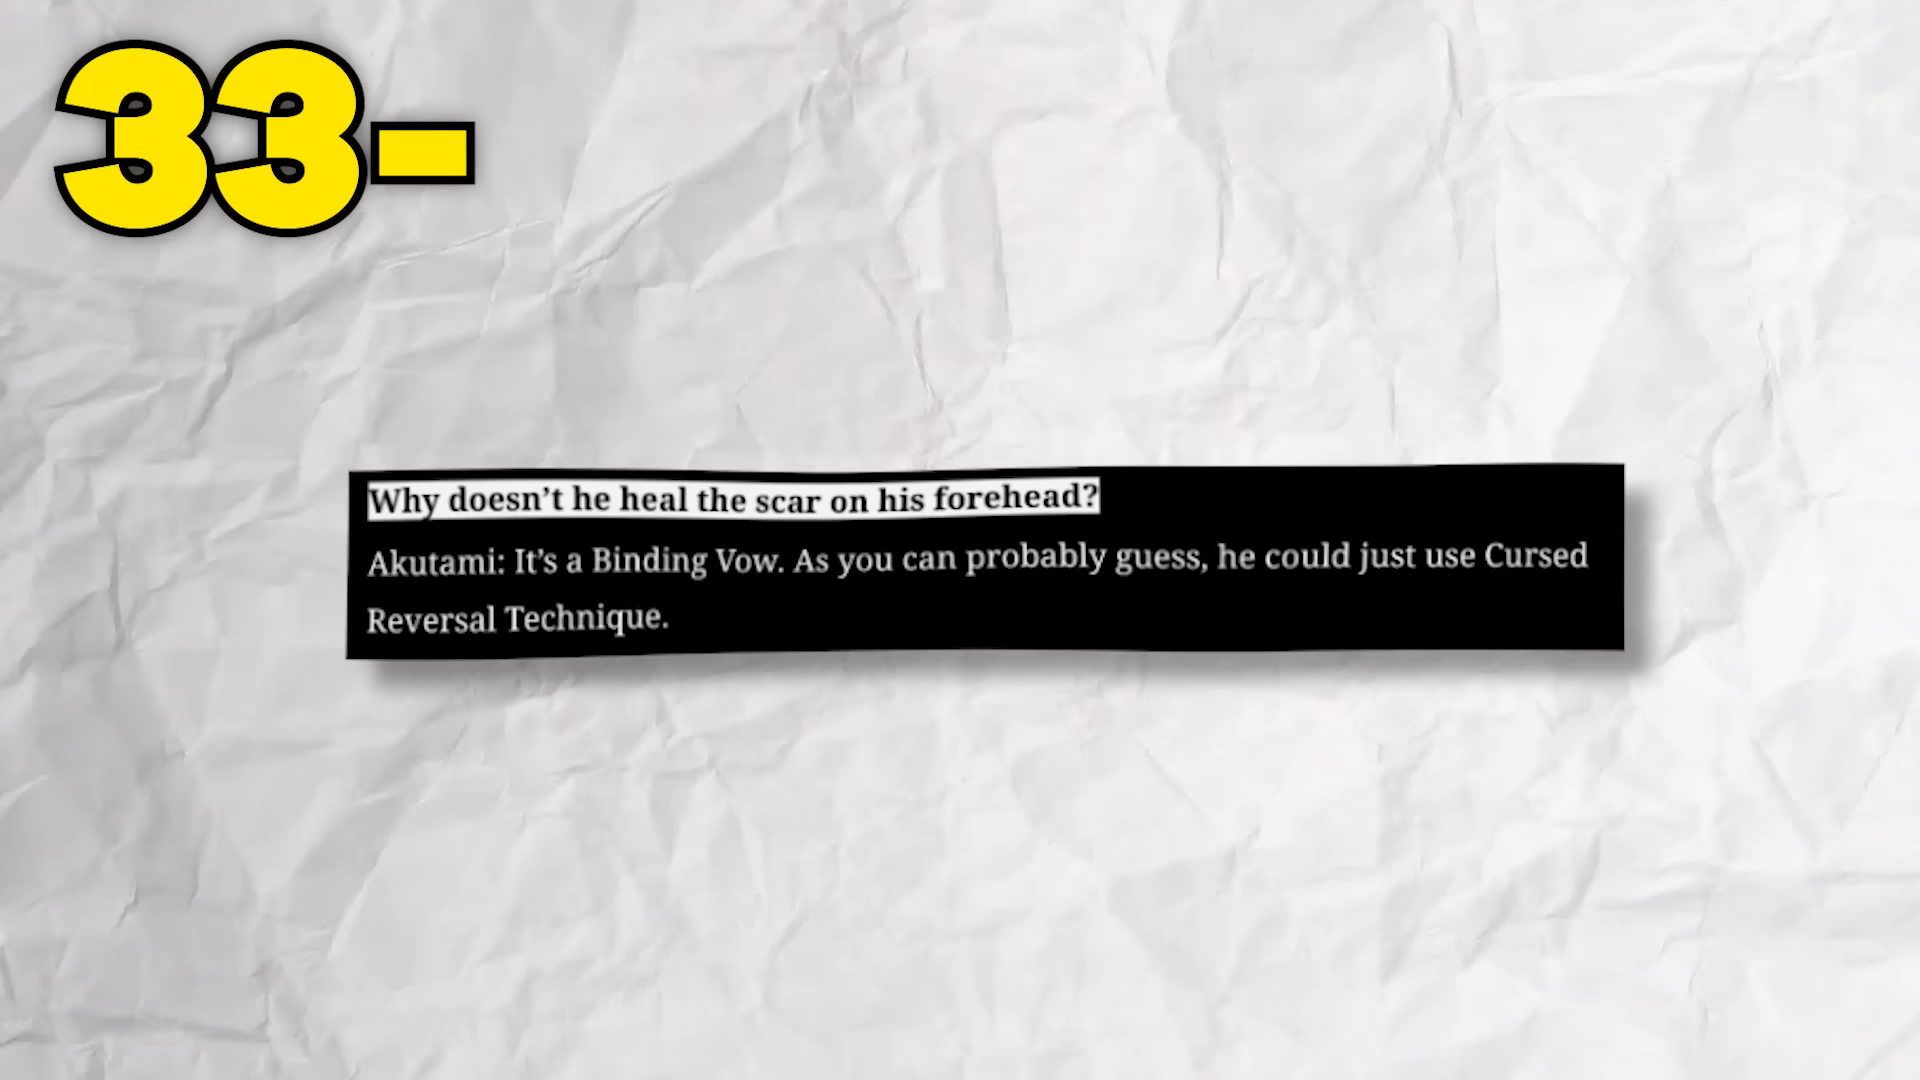 33-
Why doesn’t he heal the scar on his forehead?
Akutami: It’s a Binding Vow. As you can probably guess, he could just use Cursed
Reversal Technique.